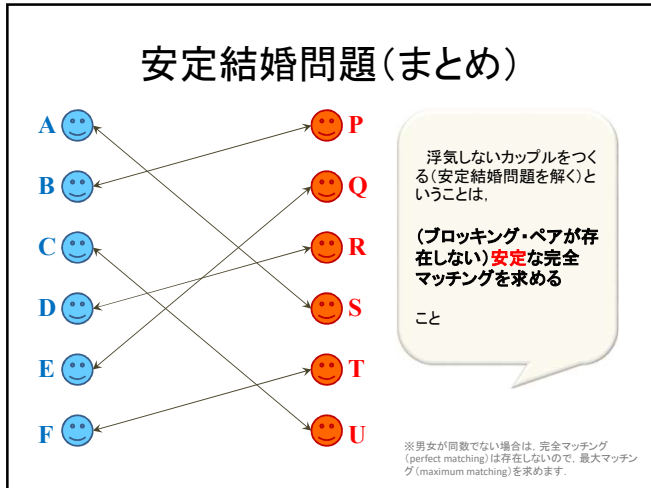 安定結婚問題(まとめ)
A
P
B
Q
C
R
D
S
E
T
F
U
浮気しないカップルをつく
る(安定結婚問題を解く)と
いうことは,
(ブロッキング・ペアが存
在しない)安定な完全
マッチングを求める
こと
※男女が同数でない場合は, 完全マッチング
(perfect matching)は存在しないので, 最大マッチン
グ(maximum matching)を求めます.